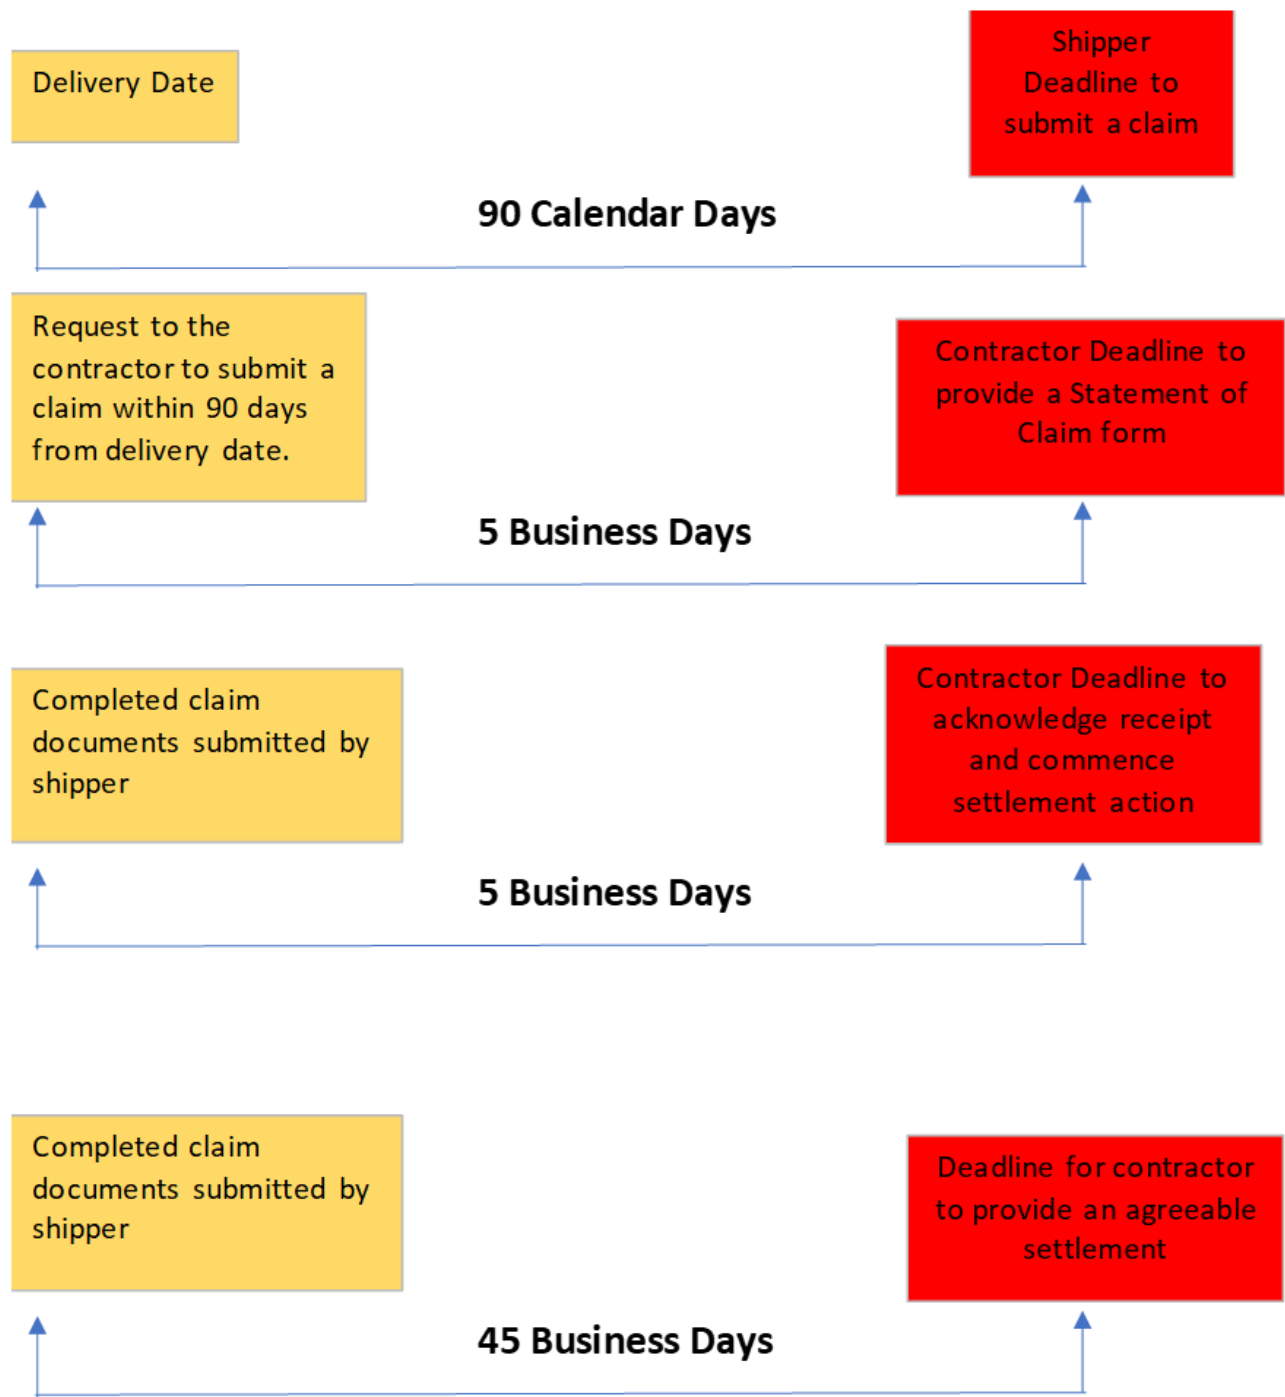 Delivery Date
Shipper
Deadline to
submit a claim
90 Calendar Days
Request to the
contractor to submit a
claim within 90 days
from delivery date.
Contractor Deadline to
provide a Statement of
Claim form
5 Business Days
Completed claim
documents submitted by
shipper
Contractor Deadline to
acknowledge receipt
and commence
settlement action
5 Business Days
Completed claim
documents submitted by
shipper
Deadline for contractor
to provide an agreeable
settlement
45 Business Days